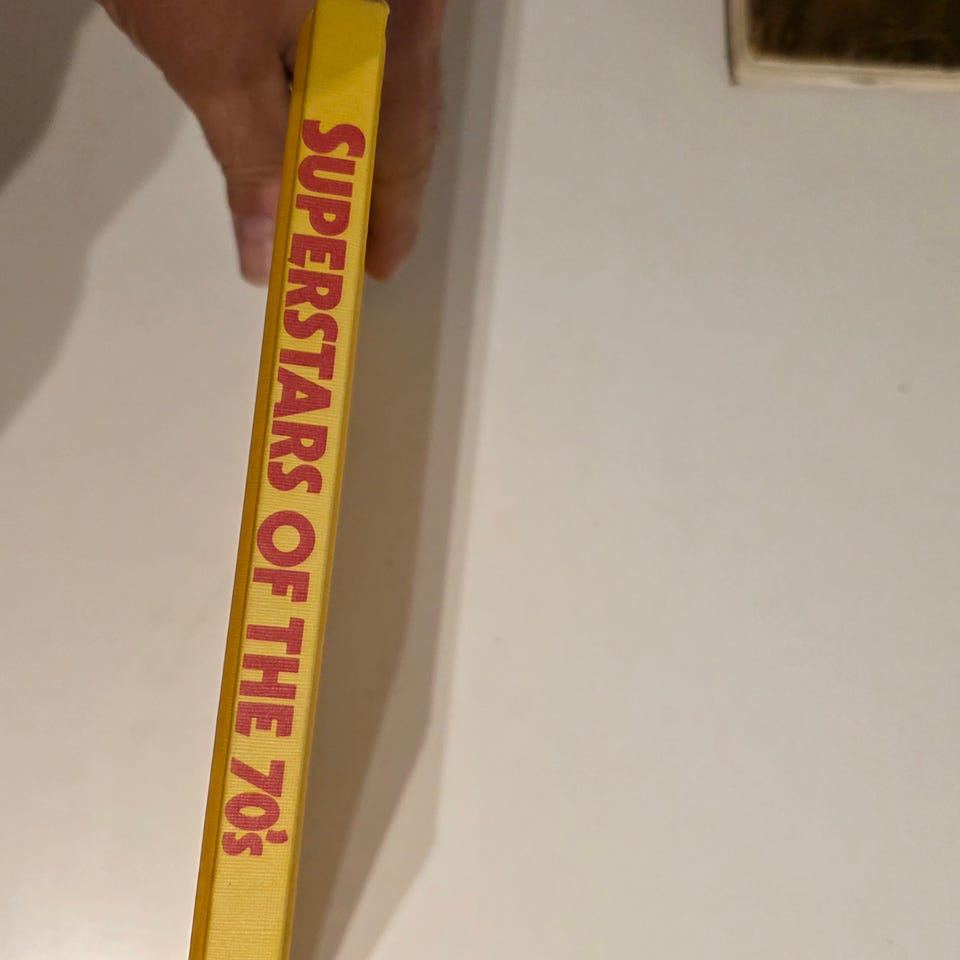 SUPERSTARS OF THE 70's